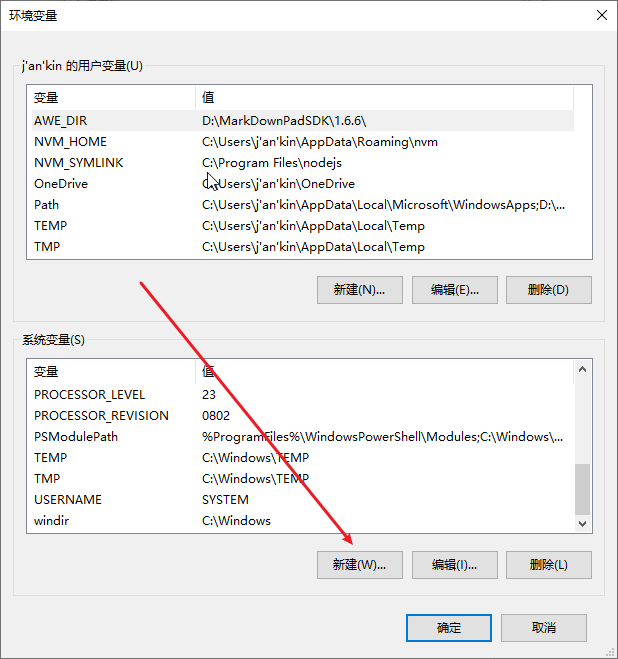 环境变量
j'an'kin 的用户变量(U)
变量 值
AWE_DIR D:\MarkDownPadSDK\1.6.6\
NVM_HOME C:\Users\j'an'kin\AppData\Roaming\nvm
NVM_SYMLINK C:\Program Files\nodejs
OneDrive C:\Users\j'an'kin\OneDrive
Path C:\Users\j'an'kin\AppData\Local\Microsoft\WindowsApps;D:\...
TEMP C:\Users\j'an'kin\AppData\Local\Temp
TMP C:\Users\j'an'kin\AppData\Local\Temp
新建(N)... 编辑(E)... 删除(D)
系统变量(S)
变量 值
PROCESSOR_LEVEL 23
PROCESSOR_REVISION 0802
PSModulePath %ProgramFiles%\WindowsPowerShell\Modules;C:\Windows\...
TEMP C:\Windows\TEMP
TMP C:\Windows\TEMP
USERNAME SYSTEM
windir C:\Windows
新建(W)... 编辑(I)... 删除(L)
确定 取消